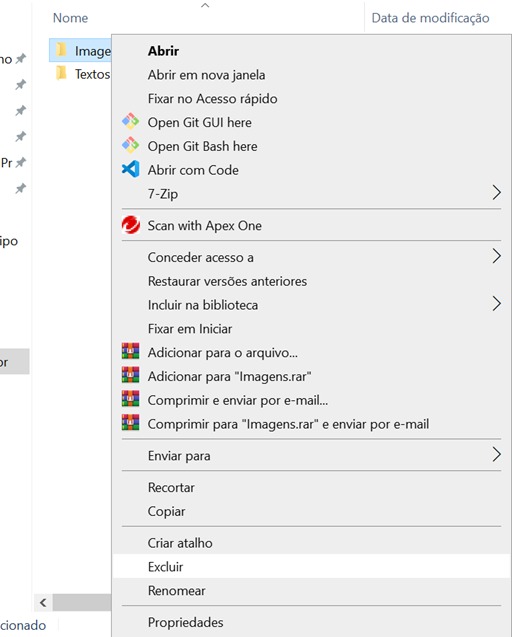 Nome
Data de modificação
Image
Textos
Pr
Abrir
Abrir em nova janela
Fixar no Acesso rápido
Open Git GUI here
Open Git Bash here
Abrir com Code
7-Zip
Scan with Apex One
Conceder acesso a
Restaurar versões anteriores
Incluir na biblioteca
Fixar em Iniciar
Adicionar para o arquivo...
Adicionar para "Imagens.rar"
Comprimir e enviar por e-mail...
Comprimir para "Imagens.rar" e enviar por e-mail
Enviar para
Recortar
Copiar
Criar atalho
Excluir
Renomear
Propriedades
no
ipo
or
cionado